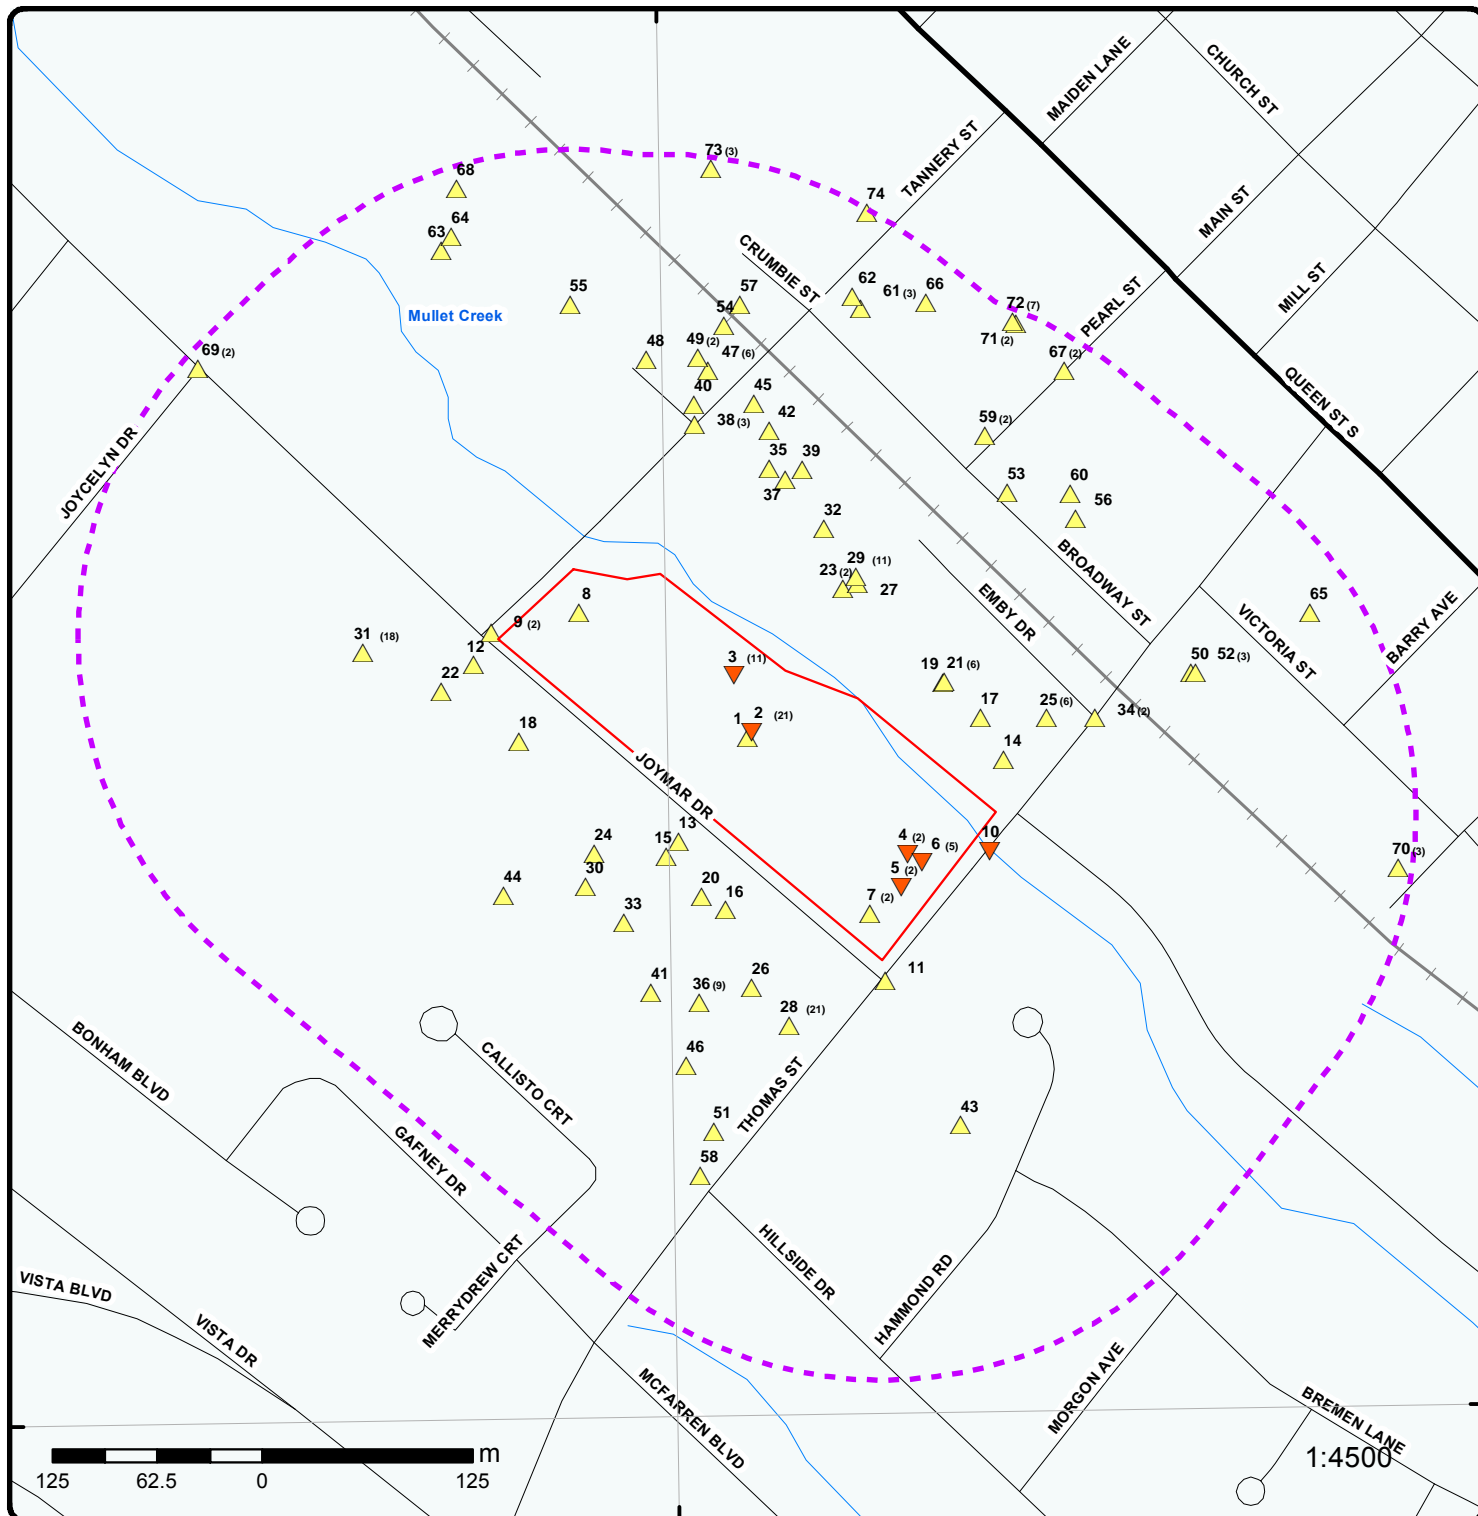 CHURCH ST
MAIDEN LANE
TANNERY ST
73 (3)
68
74
MAIN ST
64
63
CRUMBIE ST
MILL ST
PEARL ST
55
57
62
61 (3)
66
72 (7)
54
Mullet Creek
71 (2)
48
49 (2)
47 (6)
69 (2)
67 (2)
QUEEN ST S
40
45
38 (3)
42
59 (2)
JOYCELYN DR
35
39
53
60
37
56
32
BROADWAY ST
29 (11)
23 (2)
27
EMBY DR
8
65
VICTORIA ST
BARRY AVE
9 (2)
31 (18)
12
3 (11)
19
21 (6)
50
52 (3)
22
17
25 (6)
34 (2)
1
2 (21)
18
14
JOYMAR DR
24
13
15
4 (2)
6 (5)
10
70 (3)
5 (2)
30
44
20
16
7 (2)
33
11
41
36 (9)
26
28 (21)
BONHAM BLVD
CALLISTO CRT
46
THOMAS ST
51
43
GAFNEY DR
58
MERRYDREW CRT
HILLSIDE DR
HAMMOND RD
VISTA BLVD
VISTA DR
MCFARREN BLVD
MORGON AVE
BREMEN LANE
m
1:4500
125 62.5 0 125